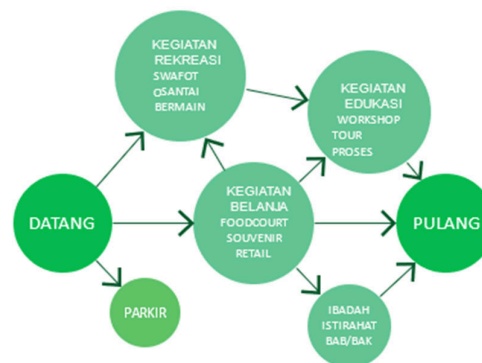 KEGIATAN
REKREASI
SWAFOT
OSANTAI
BERMAIN
KEGIATAN
EDUKASI
WORKSHOP
TOUR
PROSES
DATANG
KEGIATAN
BELANJA
FOODCOURT
SOUVENIR
RETAIL
PULANG
PARKIR
IBADAH
ISTIRAHAT
BAB/BAK